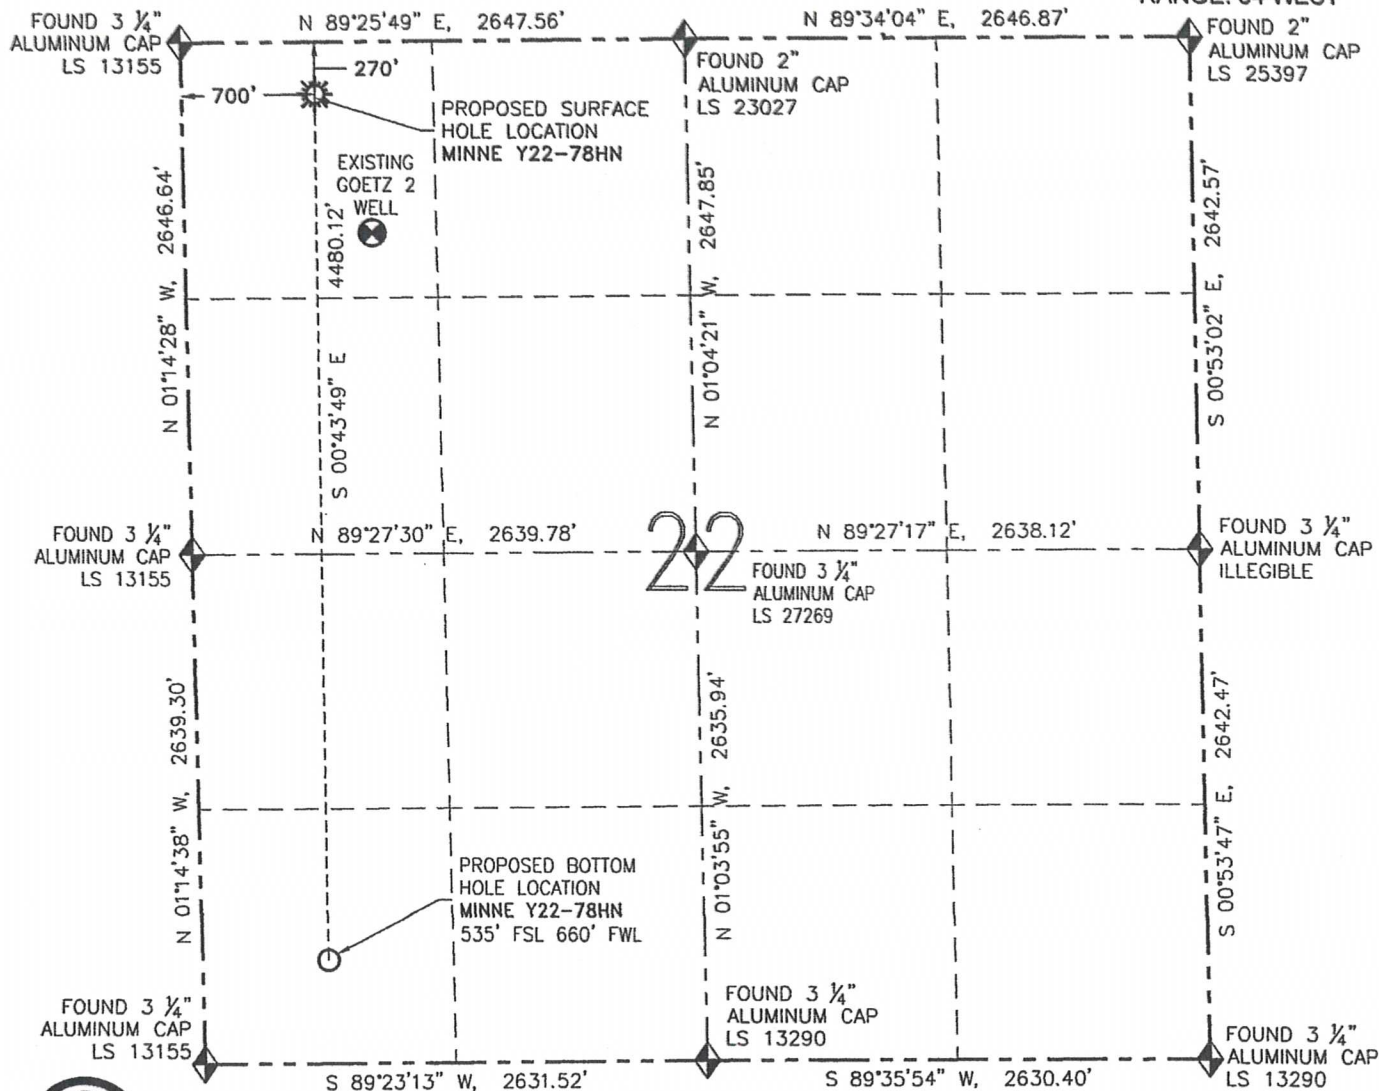 RANGE: 64 WEST
FOUND 3 ¼"
ALUMINUM CAP
LS 13155
N 89°25'49" E, 2647.56'
N 89°34'04" E, 2646.87'
FOUND 2"
ALUMINUM CAP
LS 25397
FOUND 2"
ALUMINUM CAP
LS 23027
270'
700'
PROPOSED SURFACE
HOLE LOCATION
MINNE Y22-78HN
EXISTING
GOETZ 2
WELL
N 01°14'28" W, 2646.64'
S 00°43'49" E 4480.12'
N 01°04'21" W, 2647.85'
S 00°53'02" E, 2642.57'
FOUND 3 ¼"
ALUMINUM CAP
LS 13155
N 89°27'30" E, 2639.78'
22
N 89°27'17" E, 2638.12'
FOUND 3 ¼"
ALUMINUM CAP
ILLEGIBLE
FOUND 3 ¼"
ALUMINUM CAP
LS 27269
N 01°14'38" W, 2639.30'
N 01°03'55" W, 2635.94'
S 00°53'47" E, 2642.47'
PROPOSED BOTTOM
HOLE LOCATION
MINNE Y22-78HN
535' FSL 660' FWL
FOUND 3 ¼"
ALUMINUM CAP
LS 13155
FOUND 3 ¼"
ALUMINUM CAP
LS 13290
FOUND 3 ¼"
ALUMINUM CAP
LS 13290
S 89°23'13" W, 2631.52'
S 89°35'54" W, 2630.40'